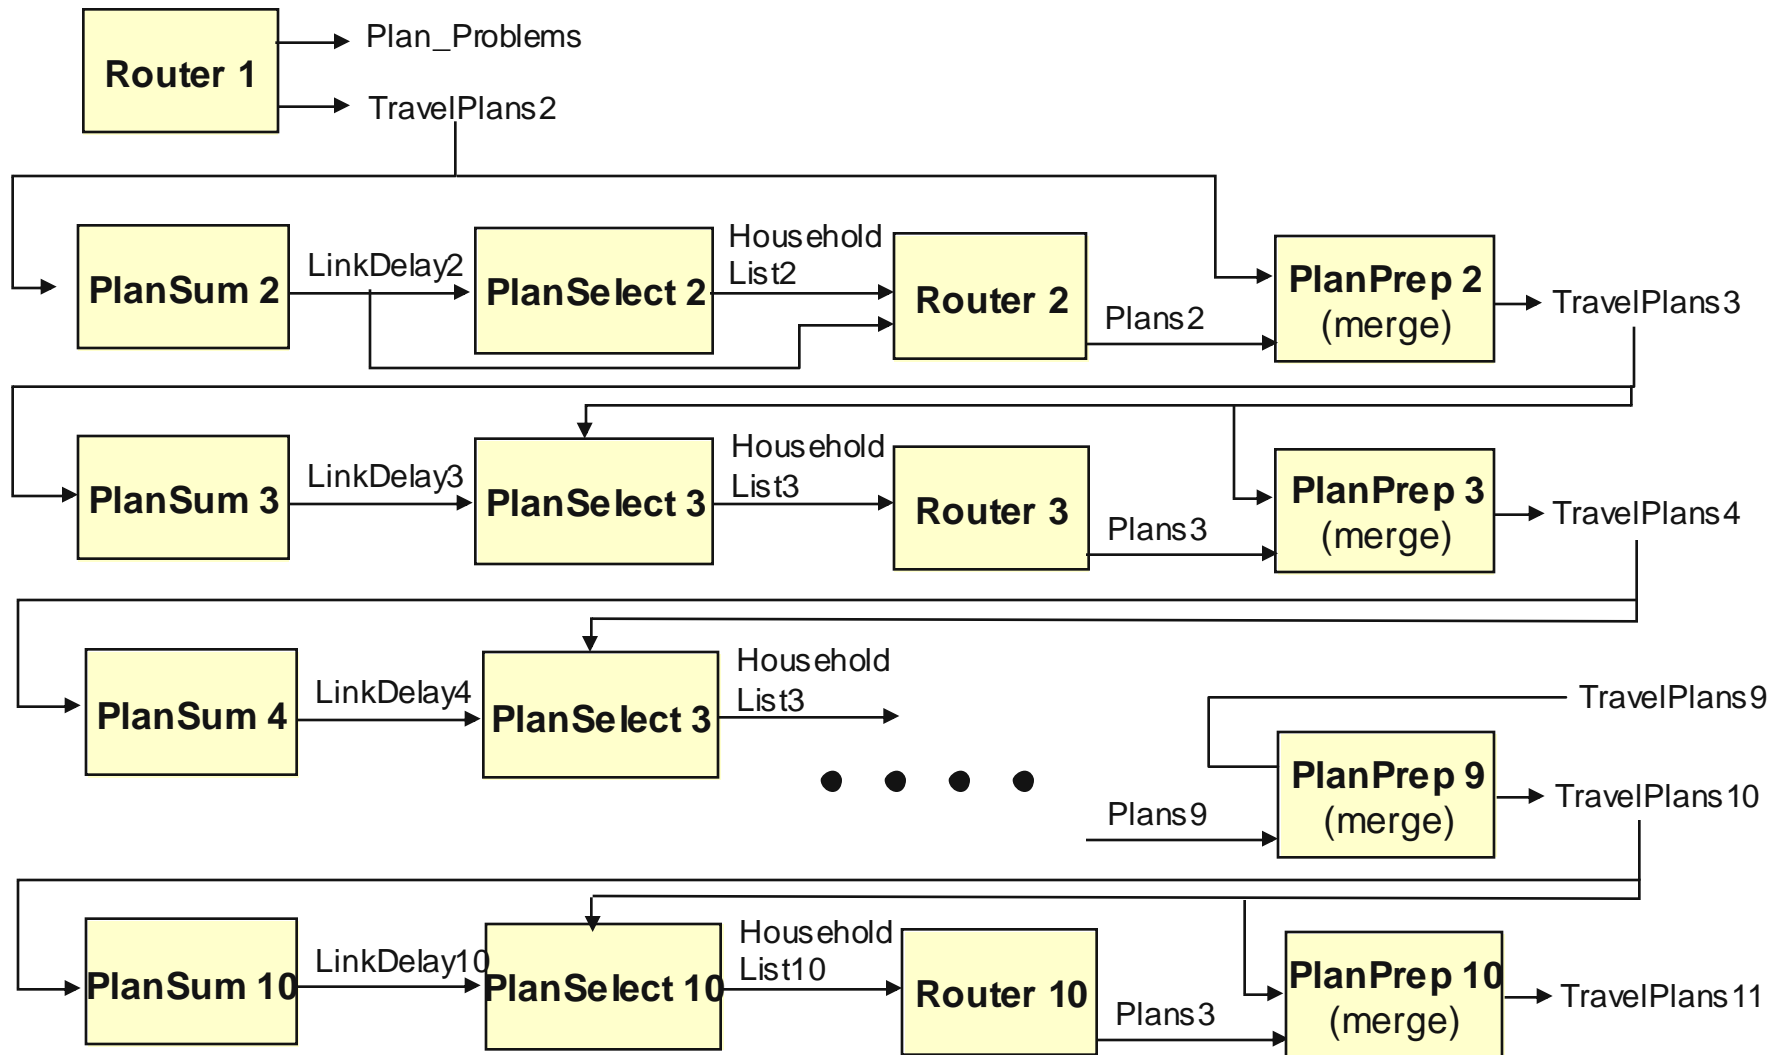 Plan_Problems
Router 1
TravelPlans2
Household
LinkDelay2
List2
PlanSum 2
PlanSelect 2
Router 2
Plans2
PlanPrep 2
(merge)
TravelPlans3
Household
LinkDelay3
List3
PlanSum 3
PlanSelect 3
Router 3
Plans3
PlanPrep 3
(merge)
TravelPlans4
Household
LinkDelay4
List3
PlanSum 4
PlanSelect 3
TravelPlans9
Plans9
PlanPrep 9
(merge)
TravelPlans10
Household
LinkDelay10
List10
PlanSum 10
PlanSelect 10
Router 10
Plans3
PlanPrep 10
(merge)
TravelPlans11